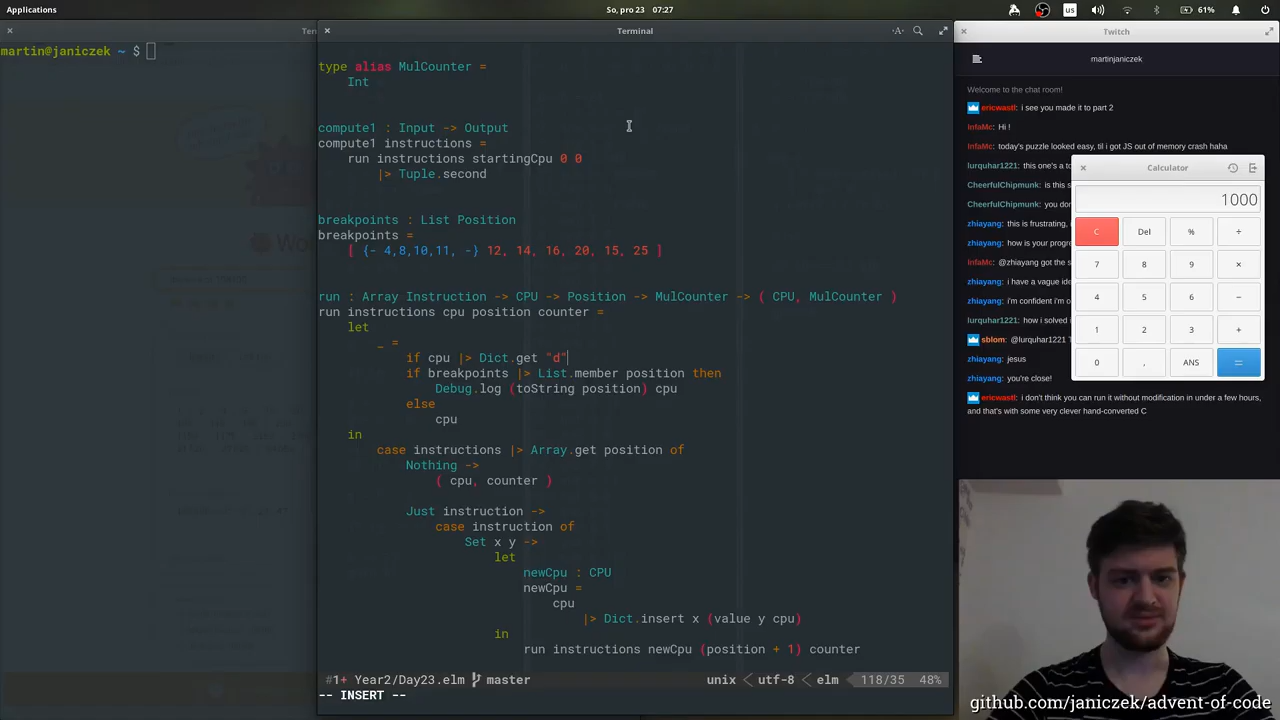 Applications
So, pro 23 07:27
us
61%
Terminal
martin@janiczek ~ $
type alias MulCounter =
Int
compute1 : Input -> Output
compute1 instructions =
run instructions startingCpu 0 0
|> Tuple.second
breakpoints : List Position
breakpoints =
[ {- 4,8,10,11, -} 12, 14, 16, 20, 15, 25 ]
run : Array Instruction -> CPU -> Position -> MulCounter -> ( CPU, MulCounter )
run instructions cpu position counter =
let
_ =
if cpu |> Dict.get "d"
if breakpoints |> List.member position then
Debug.log (toString position) cpu
else
cpu
in
case instructions |> Array.get position of
Nothing ->
( cpu, counter )
Just instruction ->
case instruction of
Set x y ->
let
newCpu : CPU
newCpu =
cpu
|> Dict.insert x (value y cpu)
in
run instructions newCpu (position + 1) counter
#1+ Year2/Day23.elm master
unix utf-8 elm 118/35 48%
-- INSERT --
Twitch
martinjaniczek
Welcome to the chat room!
ericwastl: i see you made it to part 2
InfaMc: Hi !
InfaMc: today's puzzle looked easy, til i got JS out of memory crash haha
lurquhar1221: this one's a
CheerfulChipmunk: is this
CheerfulChipmunk: you
zhiayang: this is frustrating,
zhiayang: how is your
InfaMc: @zhiayang got the
zhiayang: i have a vague
zhiayang: i'm confident i'm
lurquhar1221: how i solved
sblom: @lurquhar1221
zhiayang: jesus
zhiayang: you're close!
ericwastl: i don't think you can run it without modification in under a few hours,
and that's with some very clever hand-converted C
Calculator
1000
C Del % ÷
7 8 9 ×
4 5 6 −
1 2 3 +
0 , ANS =
github.com/janiczek/advent-of-code